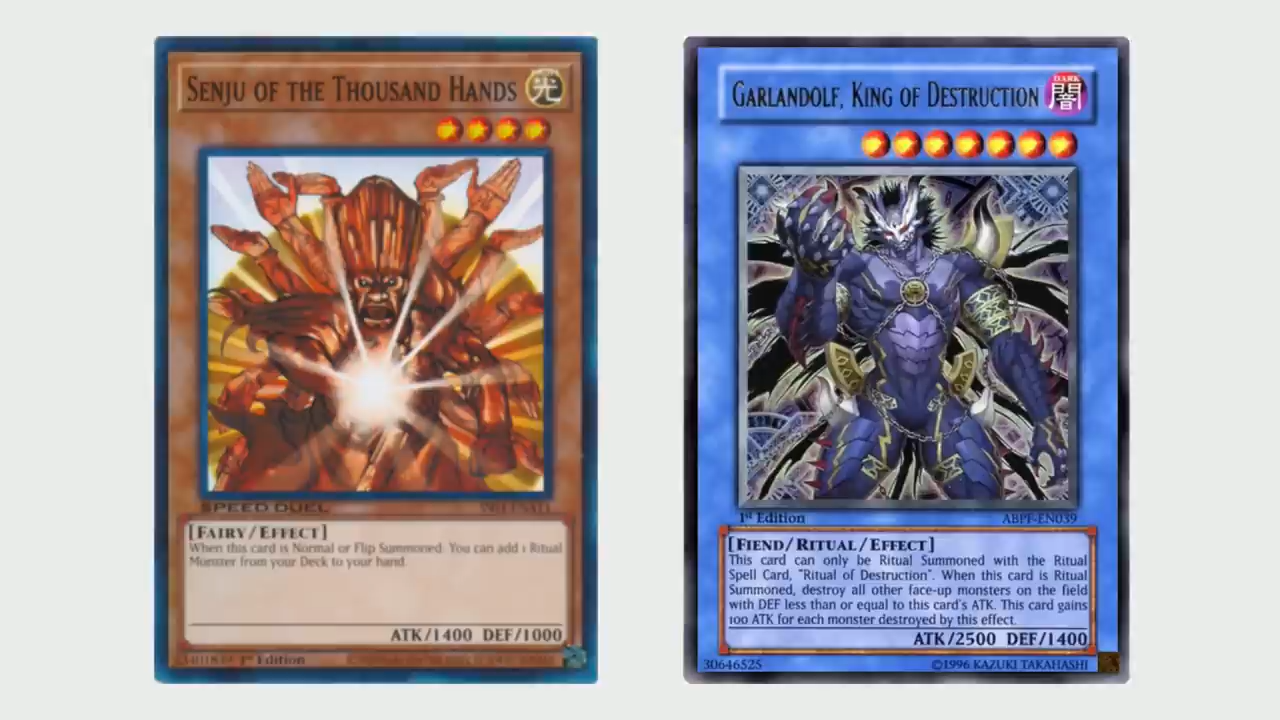 SENJU OF THE THOUSAND HANDS 光
SPEED DUEL
[FAIRY/EFFECT]
When this card is Normal or Flip Summoned: You can add 1 Ritual
Monster from your Deck to your hand.
ATK/1400 DEF/1000
1st Edition
GARLANDOLF, KING OF DESTRUCTION DARK 闇
1st Edition ABPF-EN039
[FIEND/RITUAL/EFFECT]
This card can only be Ritual Summoned with the Ritual
Spell Card, "Ritual of Destruction". When this card is Ritual
Summoned, destroy all other face-up monsters on the field
with DEF less than or equal to this card's ATK. This card gains
100 ATK for each monster destroyed by this effect.
ATK/2500 DEF/1400
30646525 ©1996 KAZUKI TAKAHASHI